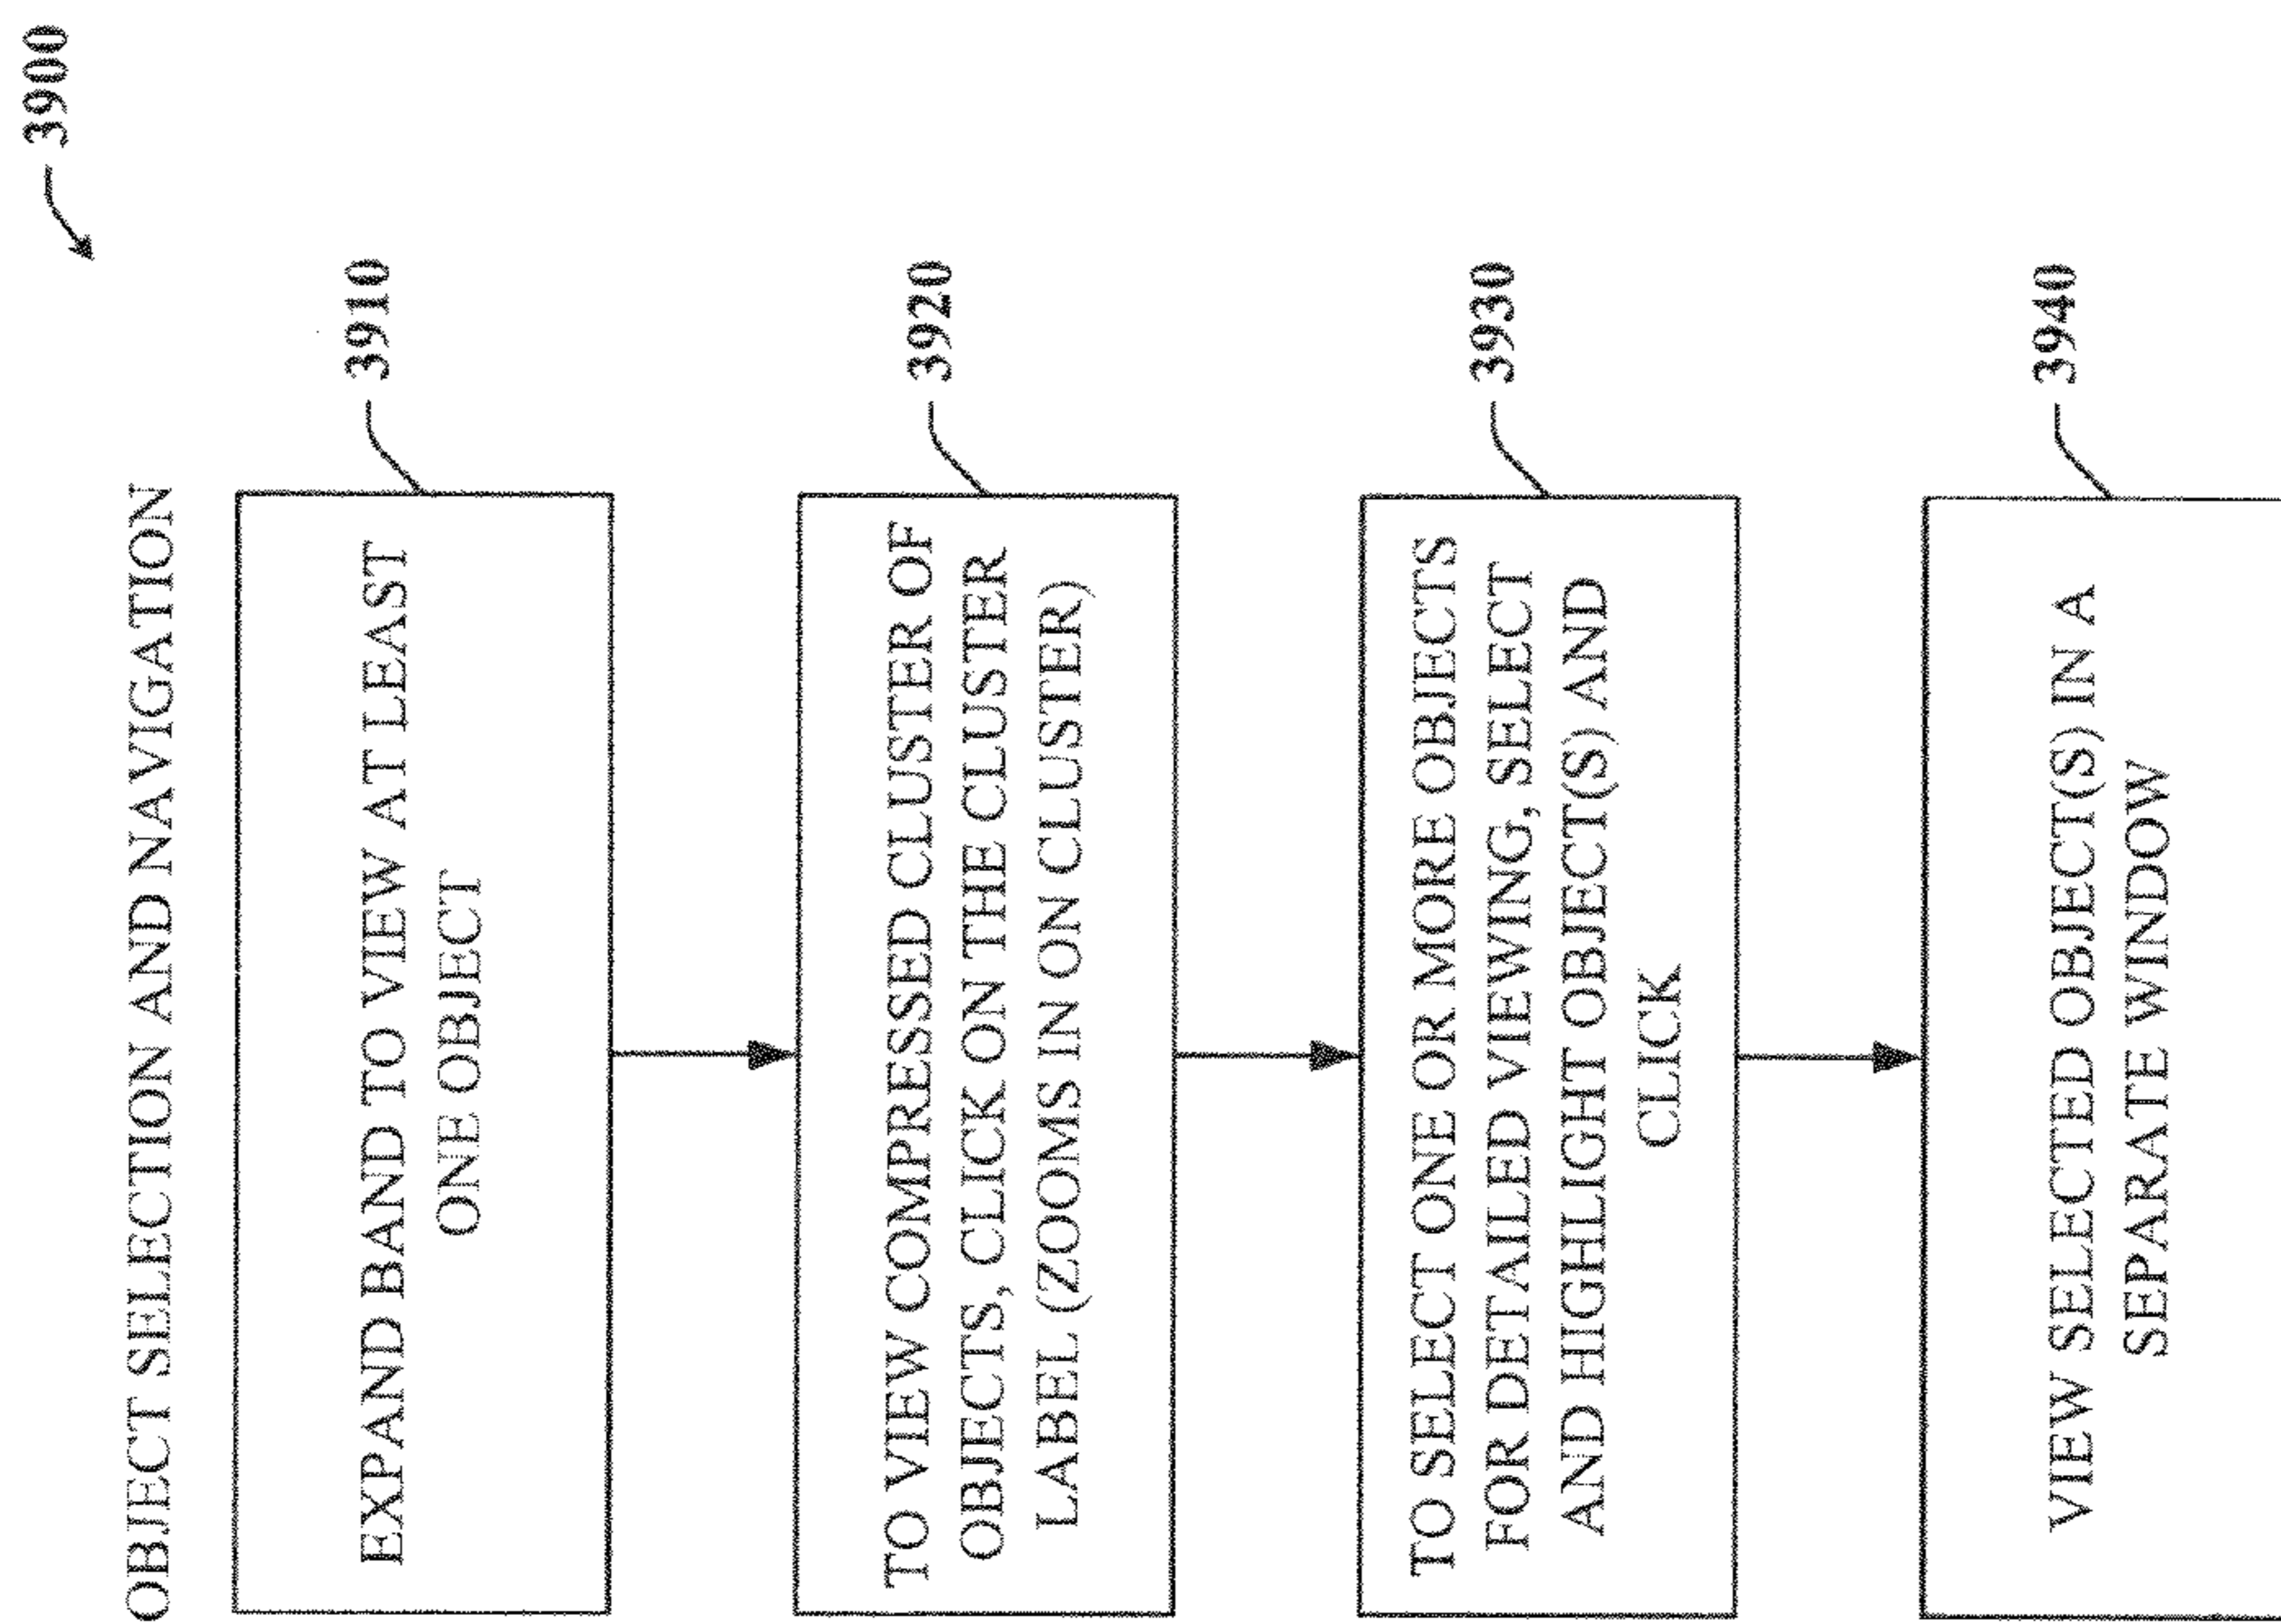 3900
OBJECT SELECTION AND NAVIGATION
3910
EXPAND BAND TO VIEW AT LEAST
ONE OBJECT
3920
TO VIEW COMPRESSED CLUSTER OF
OBJECTS, CLICK ON THE CLUSTER
LABEL (ZOOMS IN ON CLUSTER)
3930
TO SELECT ONE OR MORE OBJECTS
FOR DETAILED VIEWING, SELECT
AND HIGHLIGHT OBJECT(S) AND
CLICK
3940
VIEW SELECTED OBJECT(S) IN A
SEPARATE WINDOW